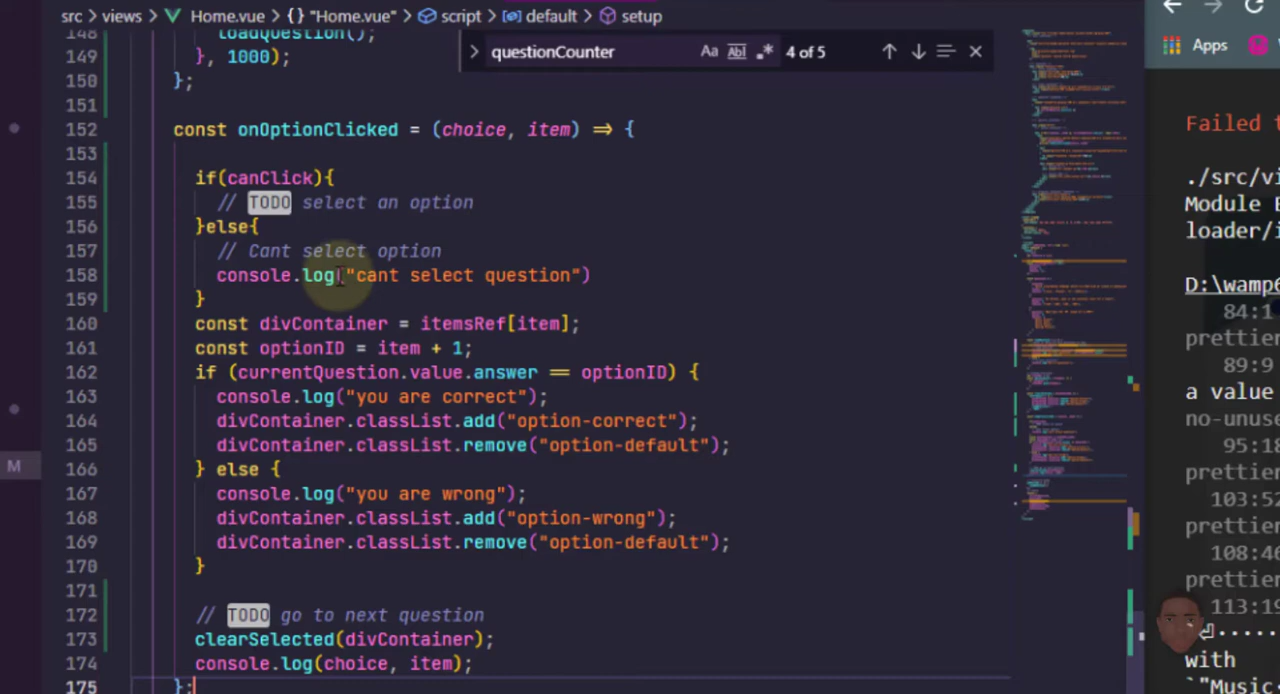 src > views > Home.vue > {} "Home.vue" > script > default > setup
questionCounter Aa Abl .* 4 of 5
Apps
148 loadQuestion();
149 }, 1000);
150 };
151
152 const onOptionClicked = (choice, item) => {
153
154 if(canClick){
155 // TODO select an option
156 }else{
157 // Cant select option
158 console.log("cant select question")
159 }
160 const divContainer = itemsRef[item];
161 const optionID = item + 1;
162 if (currentQuestion.value.answer == optionID) {
163 console.log("you are correct");
164 divContainer.classList.add("option-correct");
165 divContainer.classList.remove("option-default");
166 } else {
167 console.log("you are wrong");
168 divContainer.classList.add("option-wrong");
169 divContainer.classList.remove("option-default");
170 }
171
172 // TODO go to next question
173 clearSelected(divContainer);
174 console.log(choice, item);
175 };
M
Failed t
./src/vi
Module E
loader/i
D:\wamp6
84:1
prettier
89:9
a value
no-unuse
95:18
prettier
103:52
prettier
108:46
prettier
113:19
⏎·····
with
`"Music: